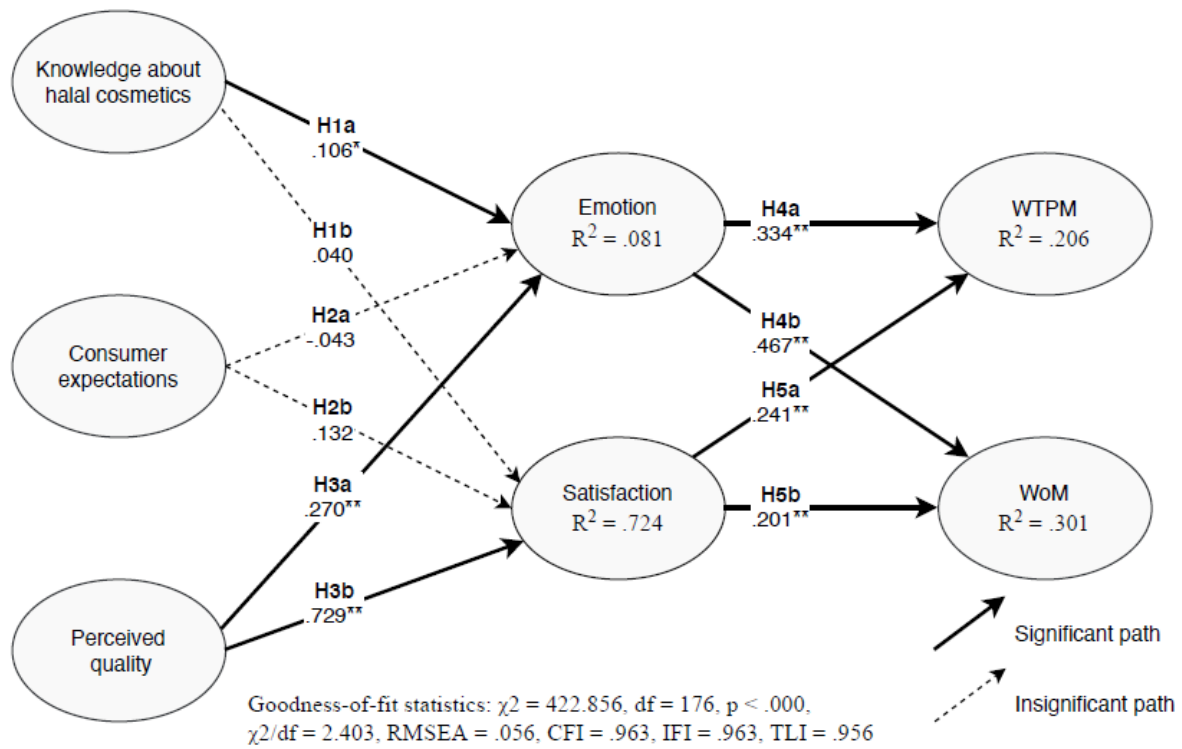 Knowledge about
halal cosmetics
H1a
.106*
H1b
.040
Consumer
expectations
H2a
-.043
H2b
.132
Perceived
quality
H3a
.270**
H3b
.729**
Emotion
R² = .081
Satisfaction
R² = .724
H4a
.334**
H4b
.467**
H5a
.241**
H5b
.201**
WTPM
R² = .206
WoM
R² = .301
Significant path
Insignificant path
Goodness-of-fit statistics: χ2 = 422.856, df = 176, p < .000,
χ2/df = 2.403, RMSEA = .056, CFI = .963, IFI = .963, TLI = .956